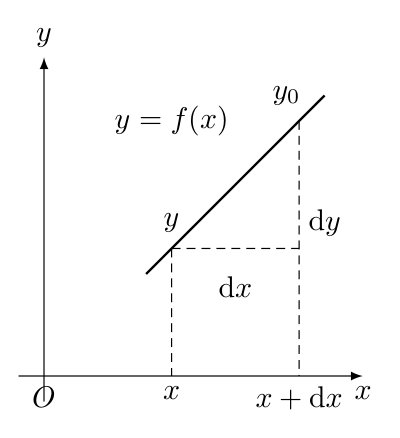 y
y₀
y = f(x)
y
dy
dx
O
x
x + dx
x